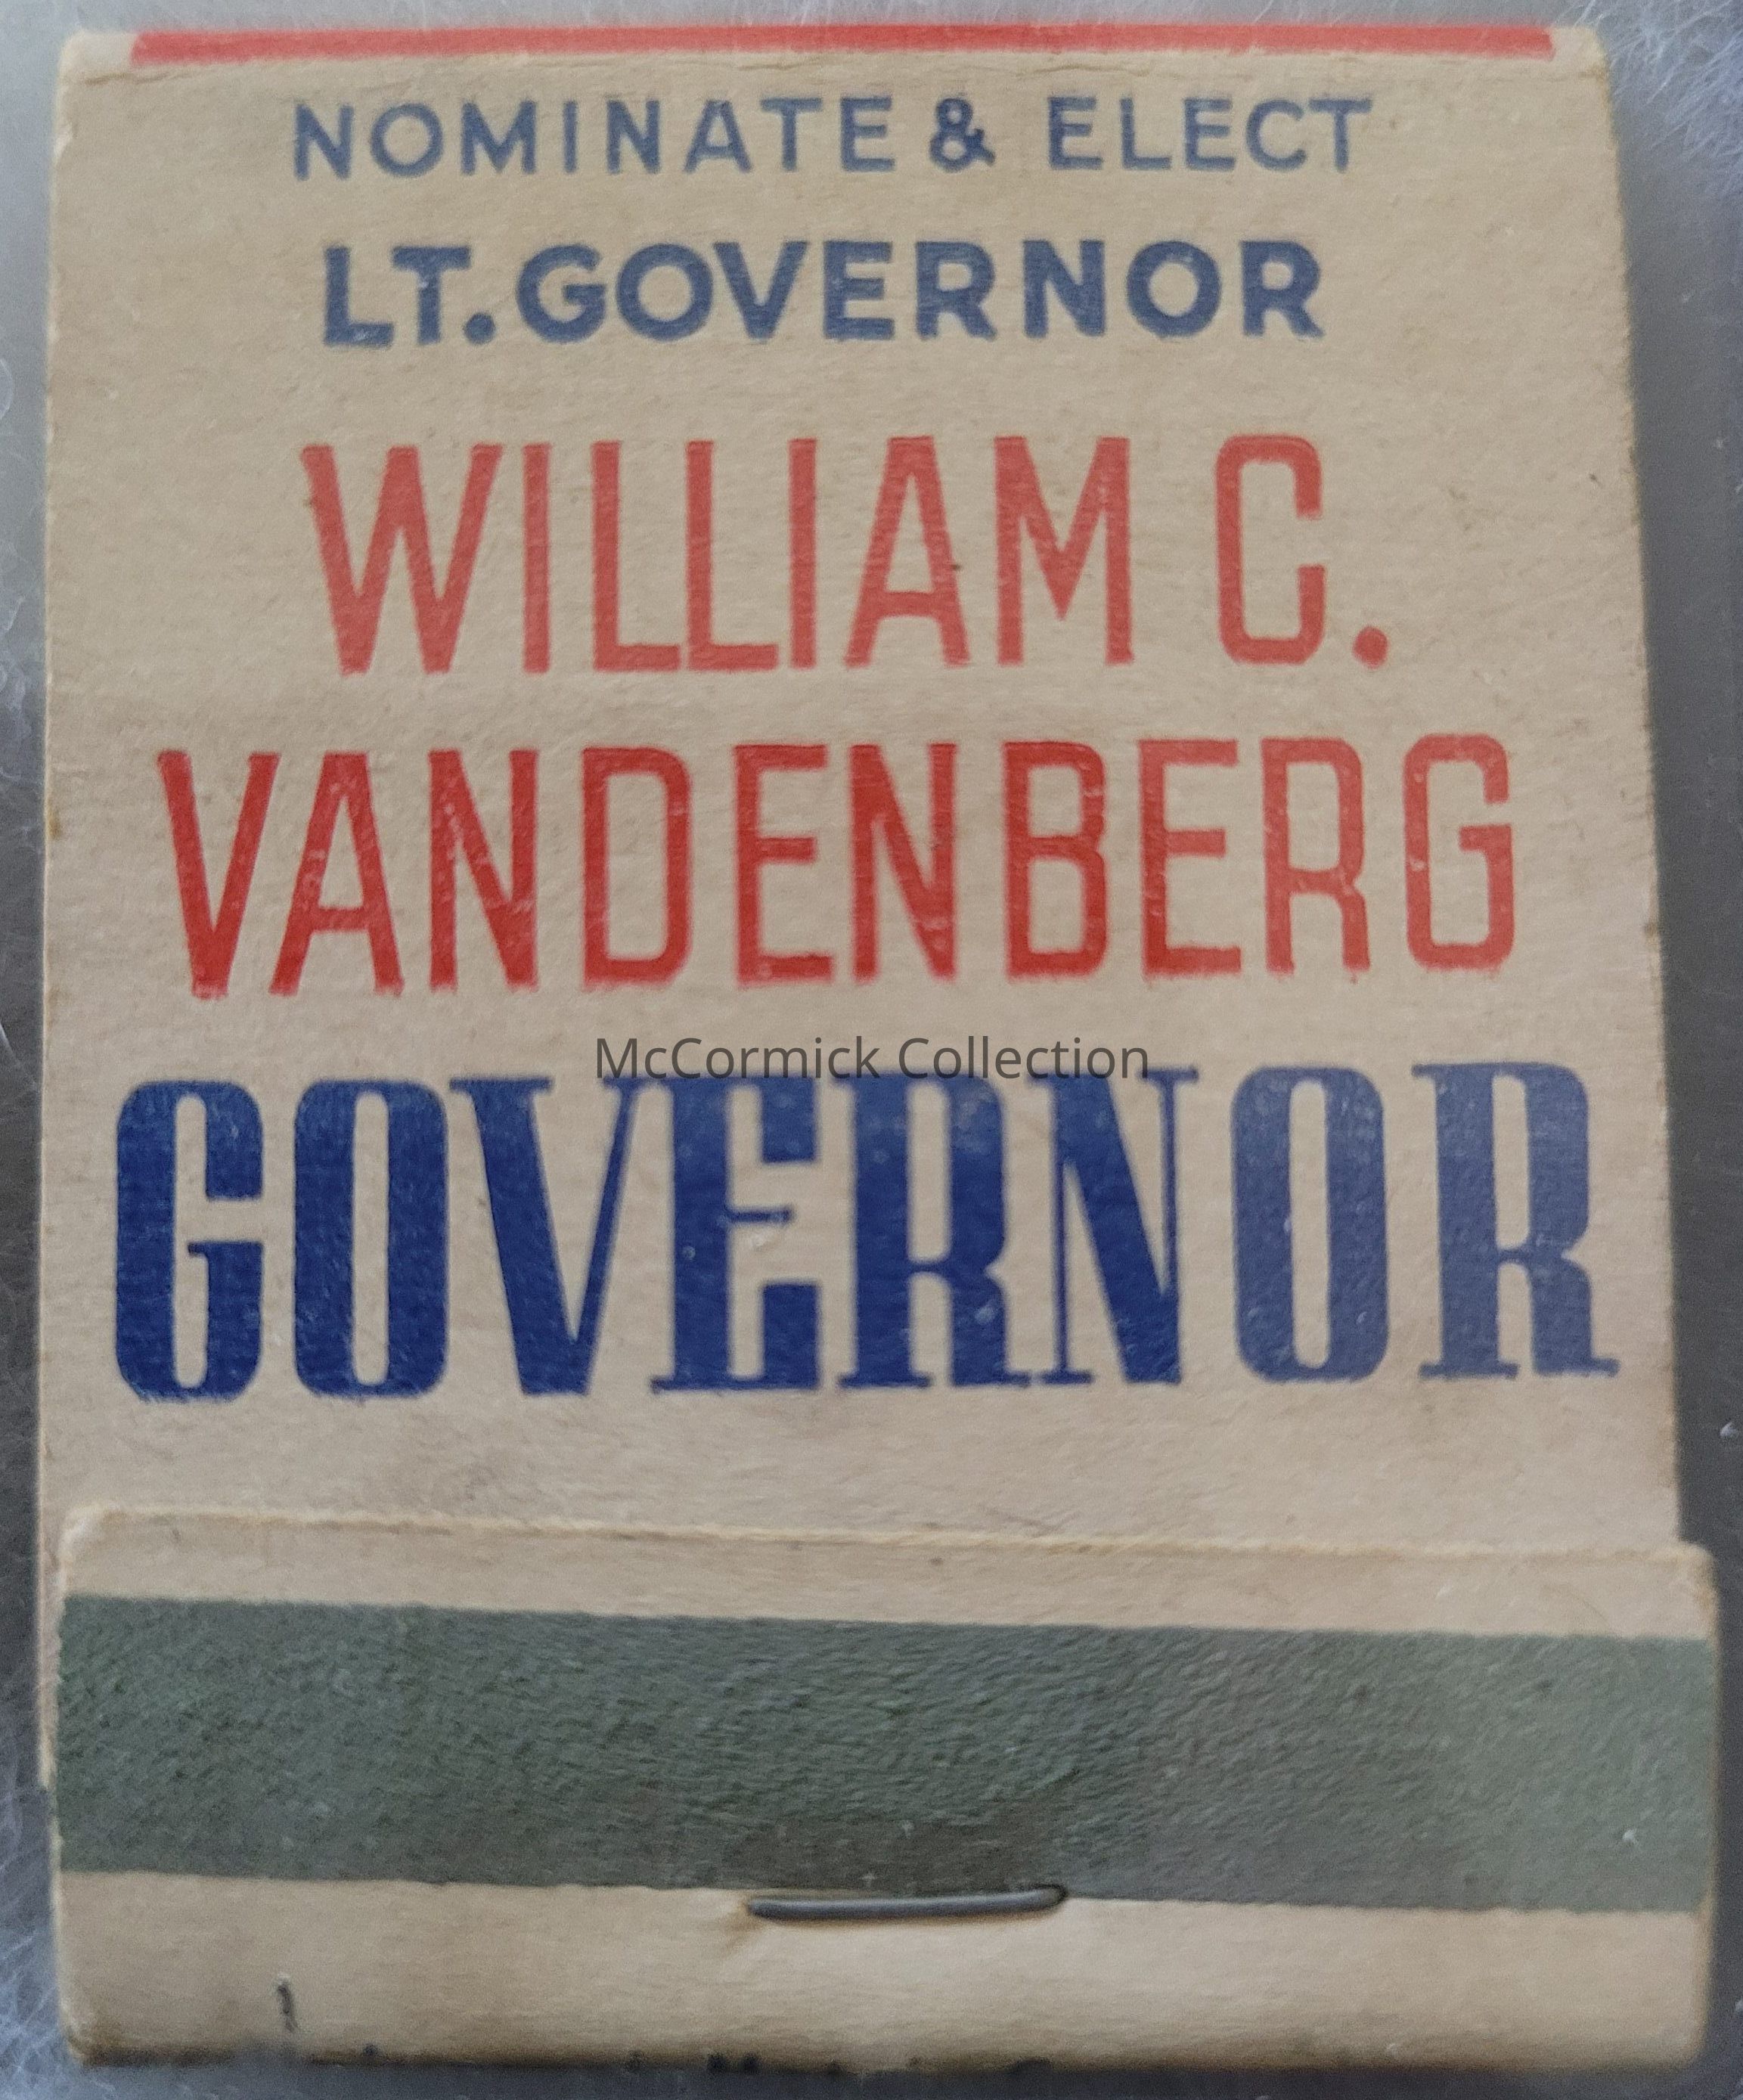 NOMINATE & ELECT
LT. GOVERNOR
WILLIAM C.
VANDENBERG
McCormick Collection
GOVERNOR